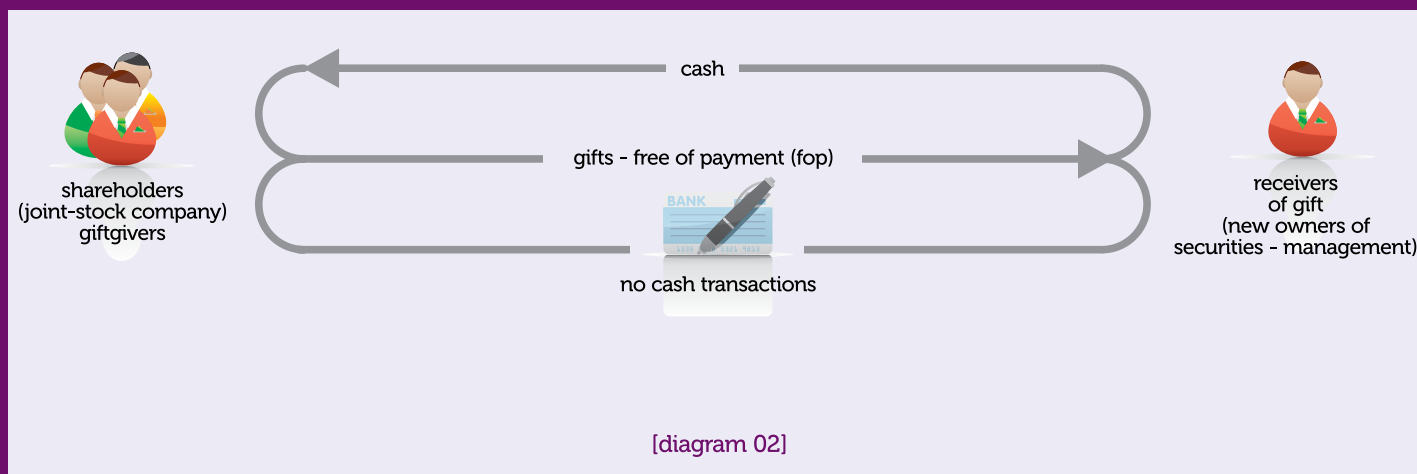 cash
gifts - free of payment (fop)
BANK
no cash transactions
shareholders
(joint-stock company)
giftgivers
receivers
of gift
(new owners of
securities - management)
[diagram 02]